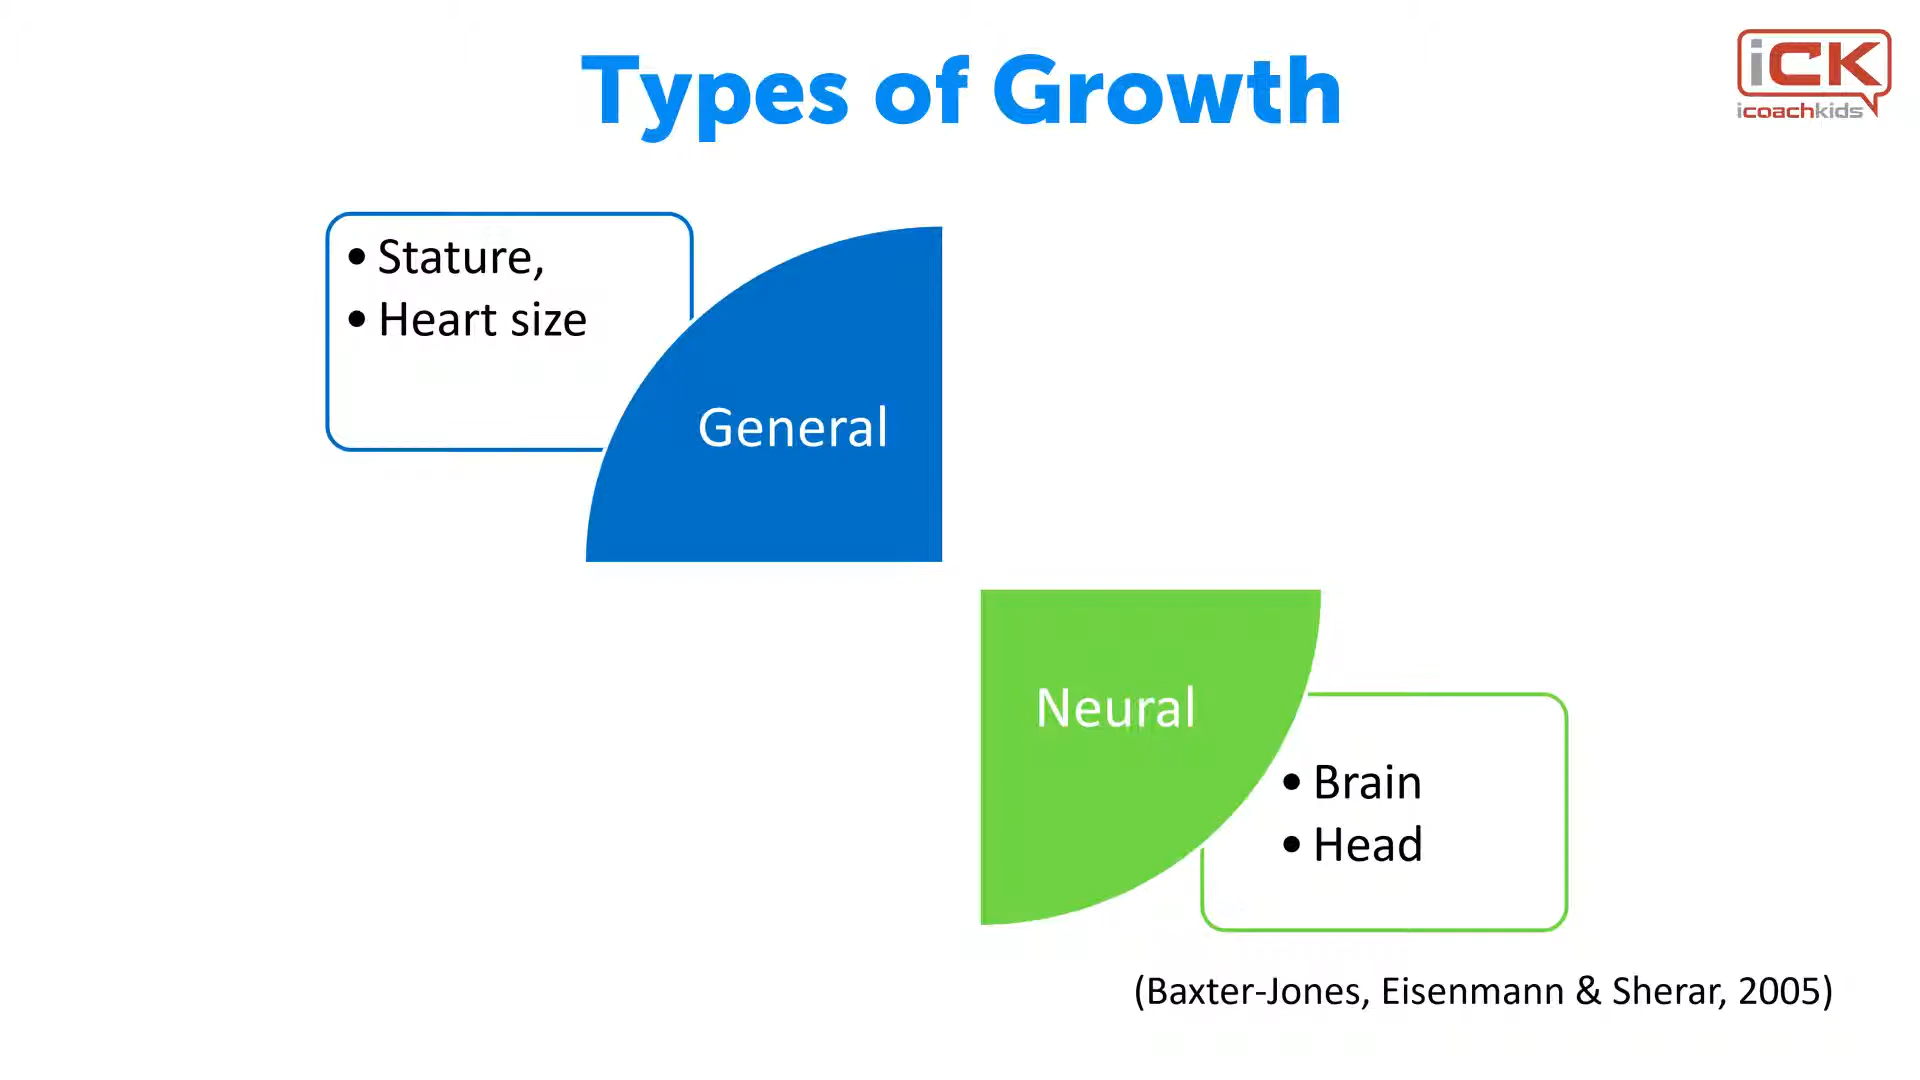 Types of Growth
iCK
icoachkids
• Stature,
• Heart size
General
Neural
• Brain
• Head
(Baxter-Jones, Eisenmann & Sherar, 2005)